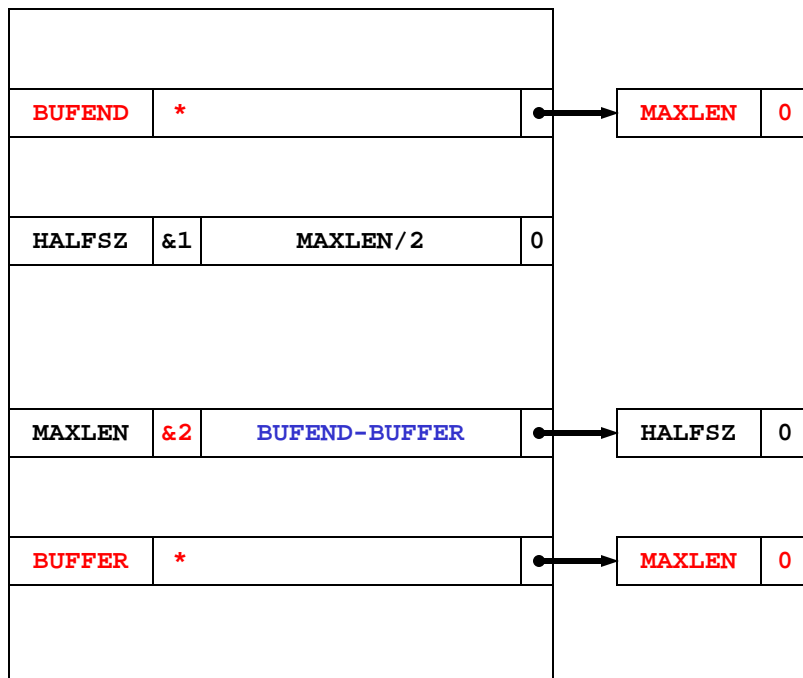 BUFEND * MAXLEN 0
HALFSZ &1 MAXLEN/2 0
MAXLEN &2 BUFEND-BUFFER HALFSZ 0
BUFFER * MAXLEN 0